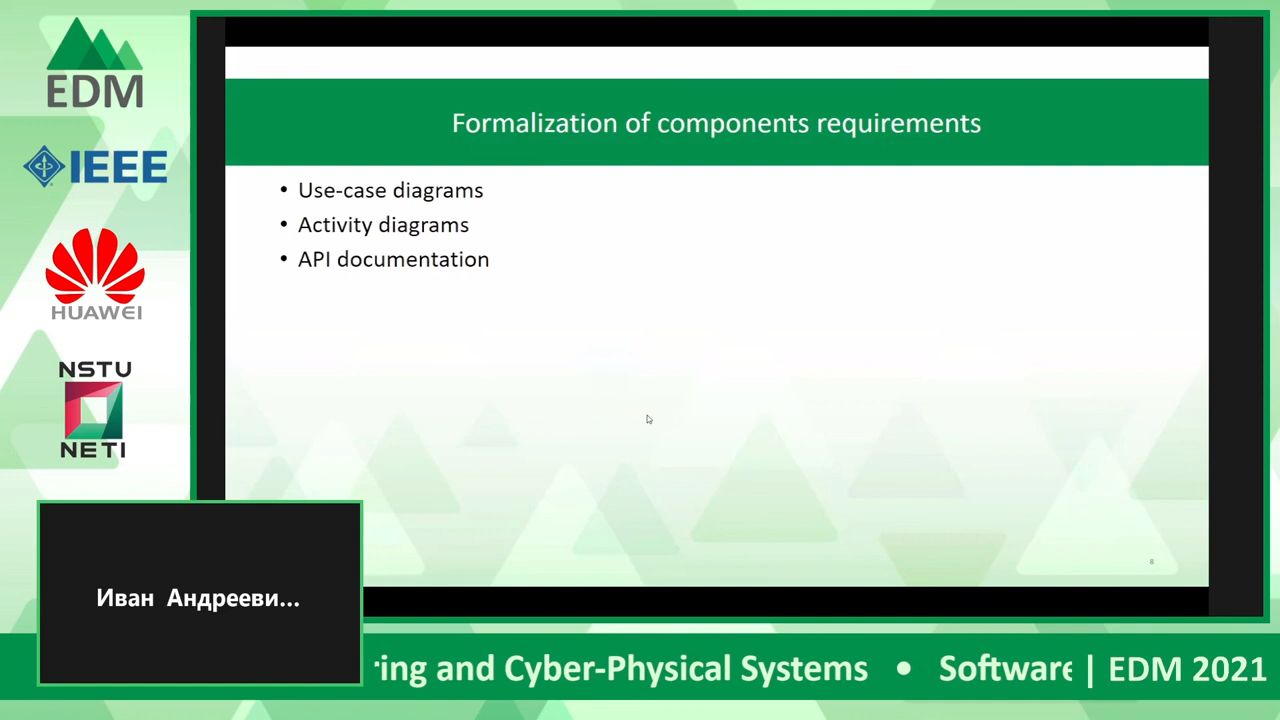 EDM
IEEE
HUAWEI
NSTU
NETI
Formalization of components requirements
• Use-case diagrams
• Activity diagrams
• API documentation
8
Иван Андрееви...
ring and Cyber-Physical Systems • Software | EDM 2021